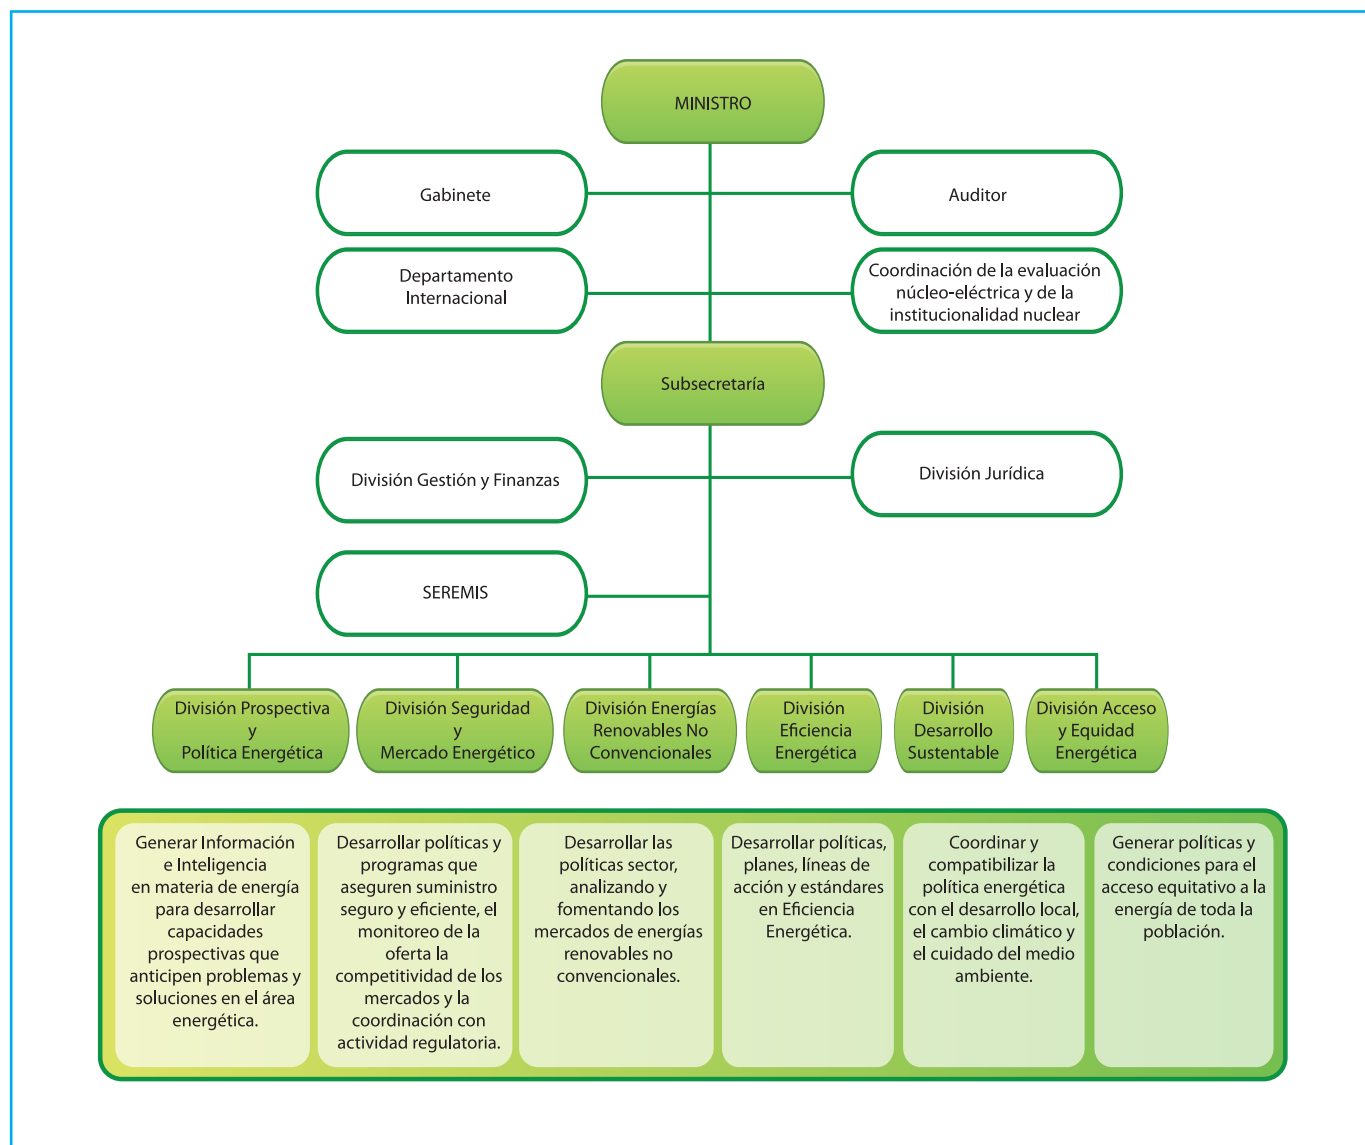 MINISTRO
Gabinete
Auditor
Departamento
Internacional
Coordinación de la evaluación
núcleo-eléctrica y de la
institucionalidad nuclear
Subsecretaría
División Gestión y Finanzas
División Jurídica
SEREMIS
División Prospectiva
y
Política Energética
División Seguridad
y
Mercado Energético
División Energías
Renovables No
Convencionales
División
Eficiencia
Energética
División
Desarrollo
Sustentable
División Acceso
y Equidad
Energética
Generar Información
e Inteligencia
en materia de energía
para desarrollar
capacidades
prospectivas que
anticipen problemas y
soluciones en el área
energética.
Desarrollar políticas y
programas que
aseguren suministro
seguro y eficiente, el
monitoreo de la
oferta la
competitividad de los
mercados y la
coordinación con
actividad regulatoria.
Desarrollar las
políticas sector,
analizando y
fomentando los
mercados de energías
renovables no
convencionales.
Desarrollar políticas,
planes, líneas de
acción y estándares
en Eficiencia
Energética.
Coordinar y
compatibilizar la
política energética
con el desarrollo local,
el cambio climático y
el cuidado del medio
ambiente.
Generar políticas y
condiciones para el
acceso equitativo a la
energía de toda la
población.